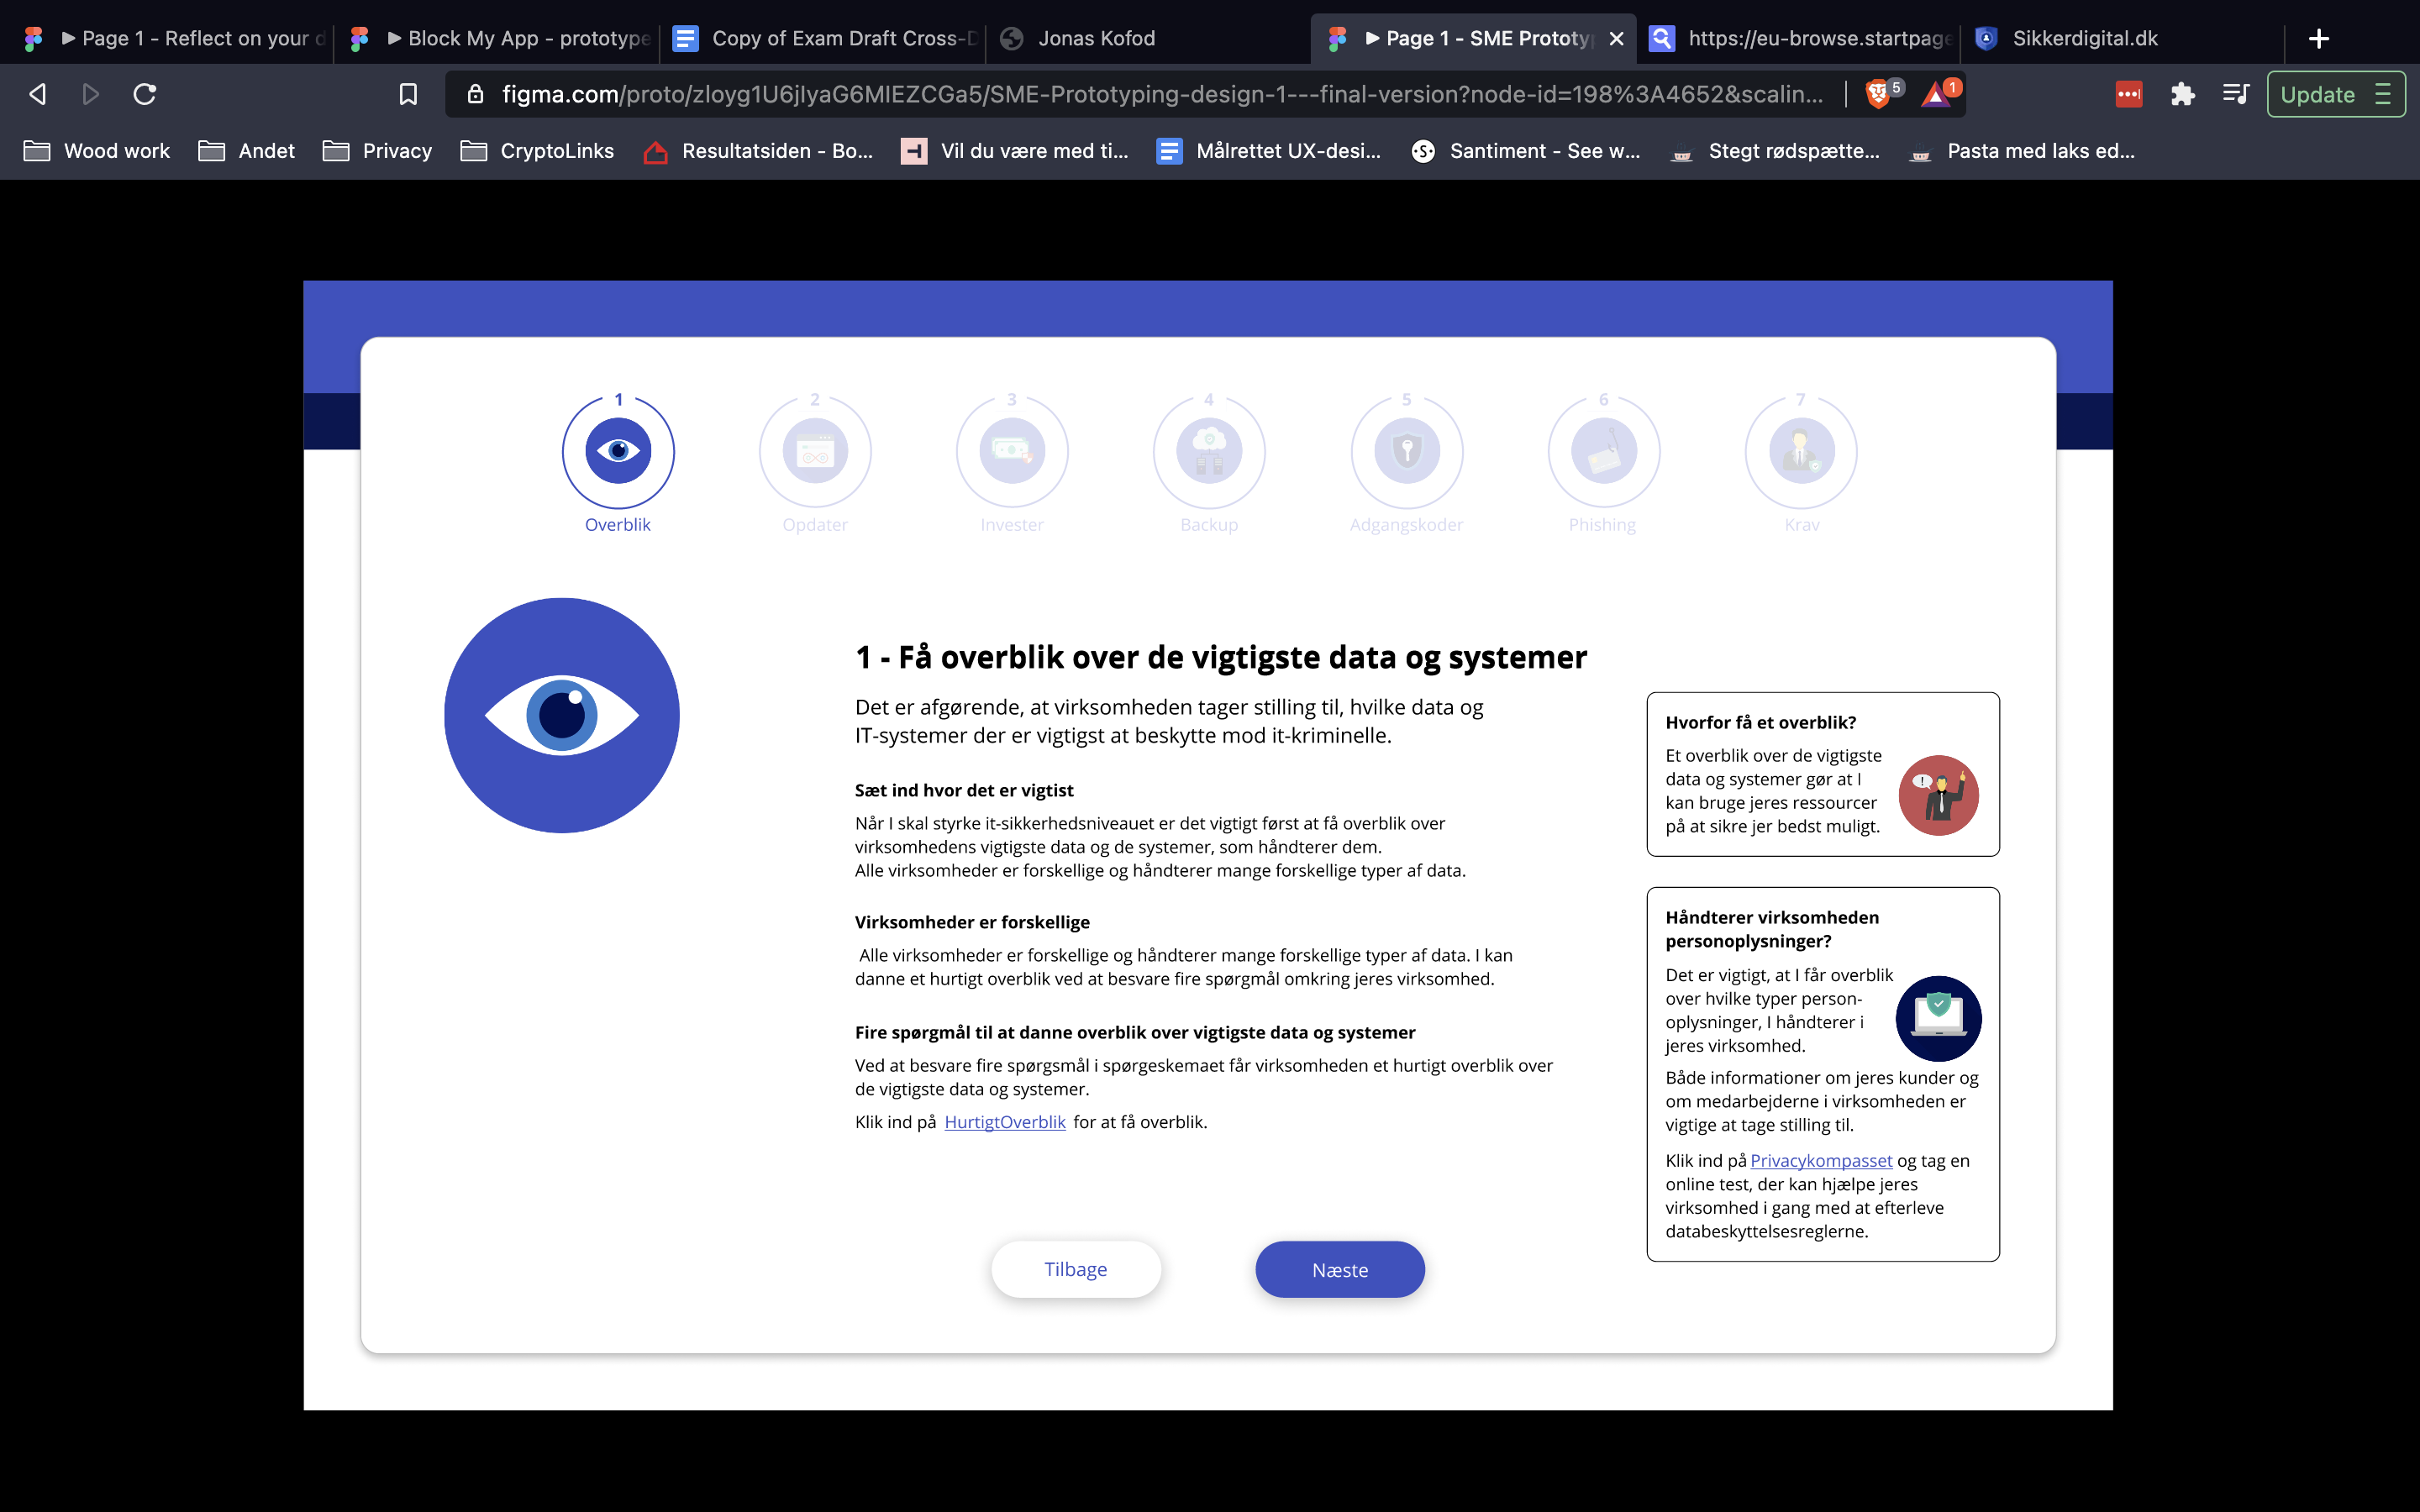 Page 1 - Reflect on your d
Block My App - prototype
Copy of Exam Draft Cross-D
Jonas Kofod
Page 1 - SME Prototy
https://eu-browse.startpage
Sikkerdigital.dk
figma.com/proto/zloyg1U6jlyaG6MIEZCGa5/SME-Prototyping-design-1---final-version?node-id=198%3A4652&scalin...
5
1
Update
Wood work
Andet
Privacy
CryptoLinks
Resultatsiden - Bo...
Vil du være med ti...
Målrettet UX-desi...
Santiment - See w...
Stegt rødspætte...
Pasta med laks ed...
1
2
3
4
5
6
7
Overblik
Opdater
Invester
Backup
Adgangskoder
Phishing
Krav
1 - Få overblik over de vigtigste data og systemer
Det er afgørende, at virksomheden tager stilling til, hvilke data og
IT-systemer der er vigtigst at beskytte mod it-kriminelle.
Sæt ind hvor det er vigtist
Når I skal styrke it-sikkerhedsniveauet er det vigtigt først at få overblik over
virksomhedens vigtigste data og de systemer, som håndterer dem.
Alle virksomheder er forskellige og håndterer mange forskellige typer af data.
Virksomheder er forskellige
Alle virksomheder er forskellige og håndterer mange forskellige typer af data. I kan
danne et hurtigt overblik ved at besvare fire spørgmål omkring jeres virksomhed.
Fire spørgmål til at danne overblik over vigtigste data og systemer
Ved at besvare fire spørgsmål i spørgeskemaet får virksomheden et hurtigt overblik over
de vigtigste data og systemer.
Klik ind på HurtigtOverblik for at få overblik.
Hvorfor få et overblik?
Et overblik over de vigtigste
data og systemer gør at I
kan bruge jeres ressourcer
på at sikre jer bedst muligt.
Håndterer virksomheden
personoplysninger?
Det er vigtigt, at I får overblik
over hvilke typer person-
oplysninger, I håndterer i
jeres virksomhed.
Både informationer om jeres kunder og
om medarbejderne i virksomheden er
vigtige at tage stilling til.
Klik ind på Privacykompasset og tag en
online test, der kan hjælpe jeres
virksomhed i gang med at efterleve
databeskyttelsesreglerne.
Tilbage
Næste